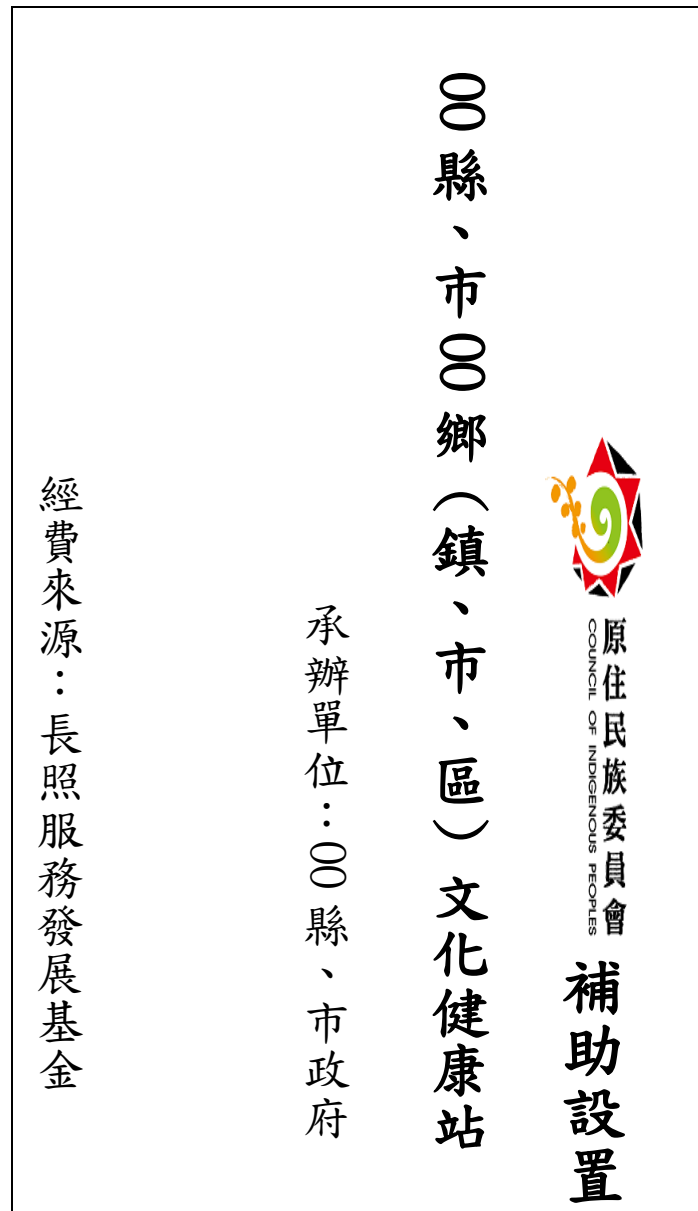 原住民族委員會
COUNCIL OF INDIGENOUS PEOPLES
補助設置
00縣、市00鄉（鎮、市、區）文化健康站
承辦單位：00縣、市政府
經費來源：長照服務發展基金